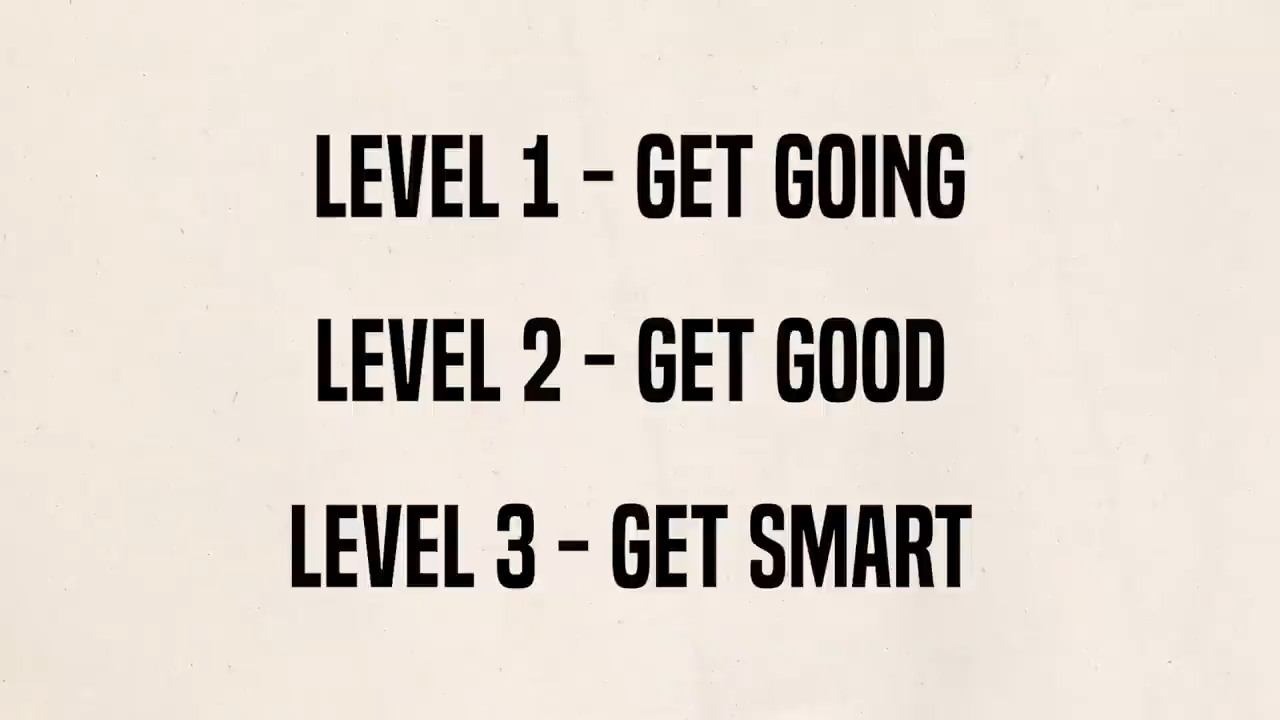 LEVEL 1 - GET GOING
LEVEL 2 - GET GOOD
LEVEL 3 - GET SMART